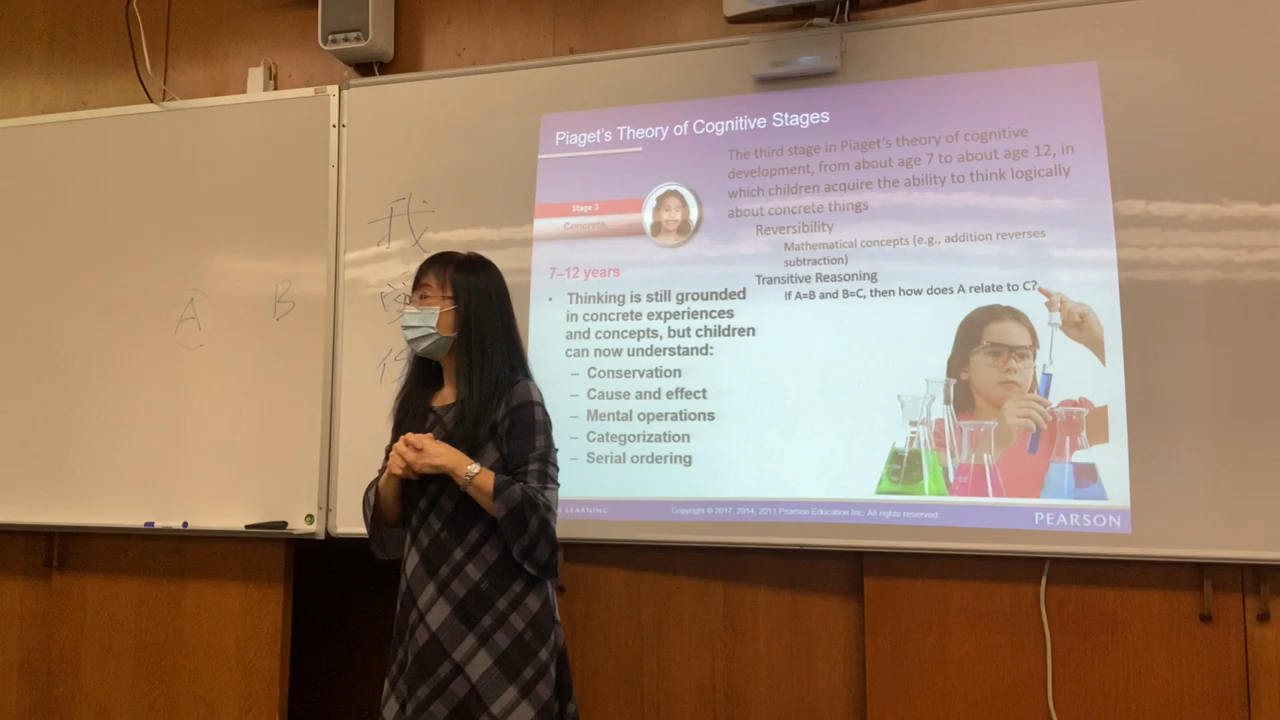 A
B
我
Piaget's Theory of Cognitive Stages
Stage 3
Concrete
7–12 years
• Thinking is still grounded
in concrete experiences
and concepts, but children
can now understand:
– Conservation
– Cause and effect
– Mental operations
– Categorization
– Serial ordering
The third stage in Piaget's theory of cognitive
development, from about age 7 to about age 12, in
which children acquire the ability to think logically
about concrete things
Reversibility
Mathematical concepts (e.g., addition reverses
subtraction)
Transitive Reasoning
If A=B and B=C, then how does A relate to C?
LEARNING
Copyright © 2017, 2014, 2011 Pearson Education Inc. All rights reserved.
PEARSON